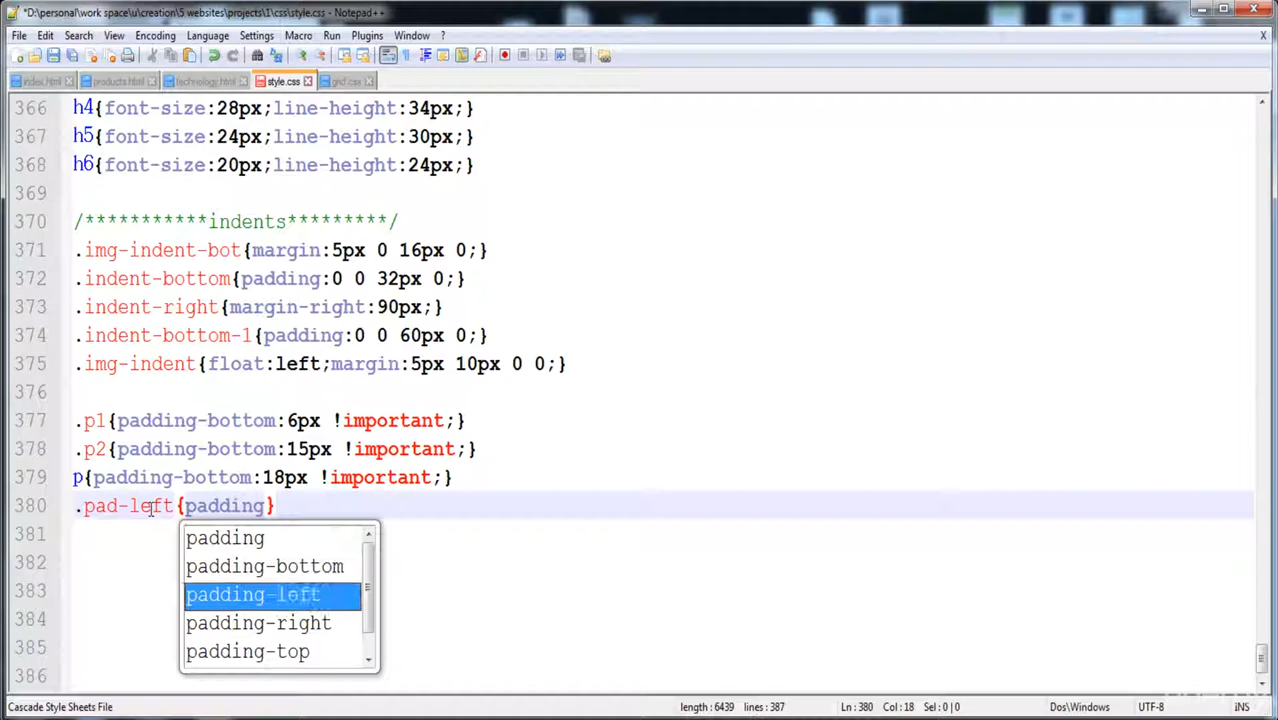 *D:\personal\work space\u\creation\5 websites\projects\1\css\style.css - Notepad++
File Edit Search View Encoding Language Settings Macro Run Plugins Window ? X
index.html products.html technology.html style.css grid.css
366 h4{font-size:28px;line-height:34px;}
367 h5{font-size:24px;line-height:30px;}
368 h6{font-size:20px;line-height:24px;}
369
370 /***********indents*********/
371 .img-indent-bot{margin:5px 0 16px 0;}
372 .indent-bottom{padding:0 0 32px 0;}
373 .indent-right{margin-right:90px;}
374 .indent-bottom-1{padding:0 0 60px 0;}
375 .img-indent{float:left;margin:5px 10px 0 0;}
376
377 .p1{padding-bottom:6px !important;}
378 .p2{padding-bottom:15px !important;}
379 p{padding-bottom:18px !important;}
380 .pad-left{padding}
381 padding
382 padding-bottom
383 padding-left
384 padding-right
385 padding-top
386
Cascade Style Sheets File length : 6439 lines : 387 Ln : 380 Col : 18 Sel : 0 | 0 Dos\Windows UTF-8 INS